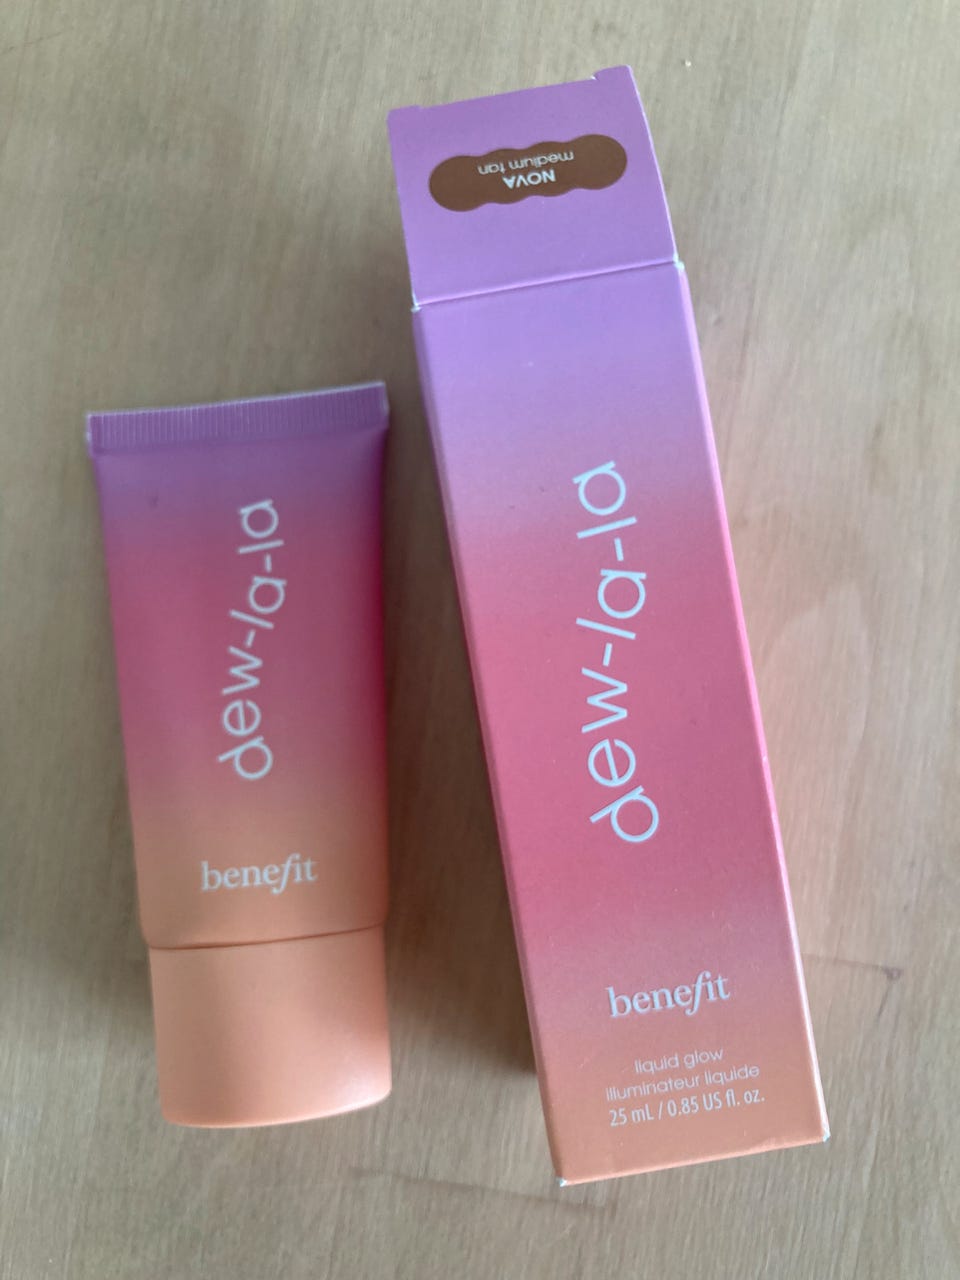 NOVA
medium tan
dew-la-la
benefit
dew-la-la
benefit
liquid glow
illuminateur liquide
25 mL / 0.85 US fl. oz.